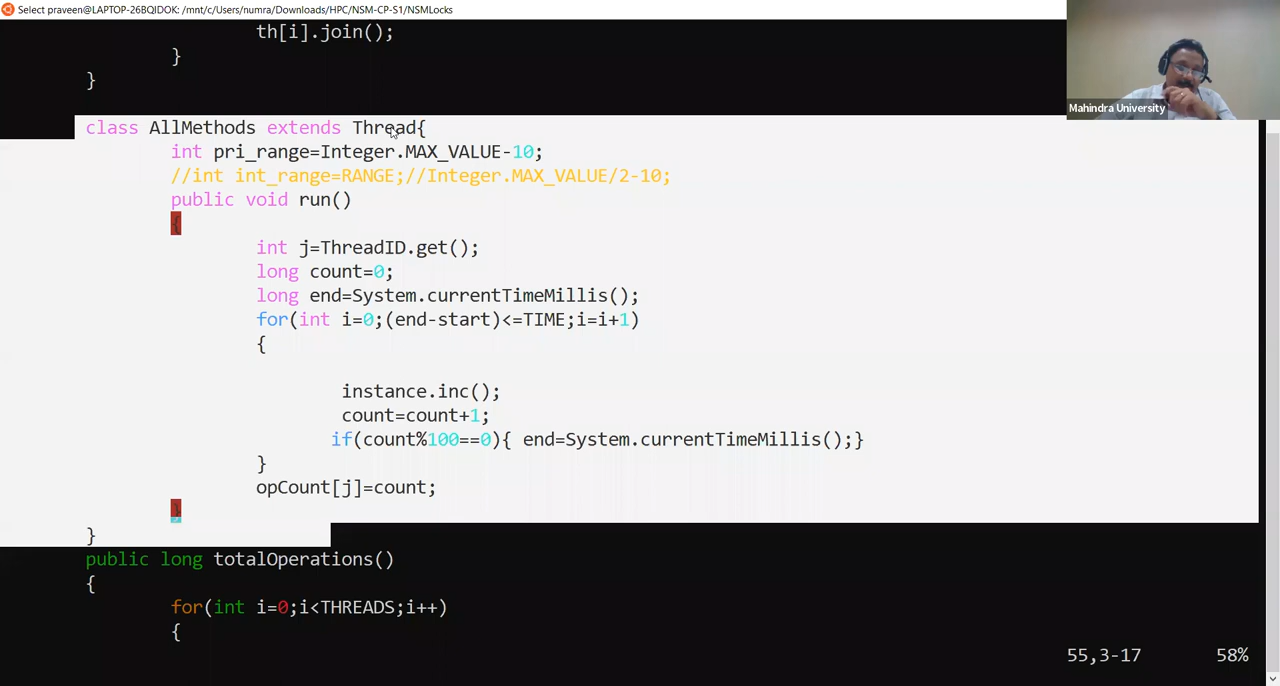 Select praveen@LAPTOP-26BQIDOK: /mnt/c/Users/numra/Downloads/HPC/NSM-CP-S1/NSMLocks
th[i].join();
}
}
Mahindra University
class AllMethods extends Thread{
int pri_range=Integer.MAX_VALUE-10;
//int int_range=RANGE;//Integer.MAX_VALUE/2-10;
public void run()
{
int j=ThreadID.get();
long count=0;
long end=System.currentTimeMillis();
for(int i=0;(end-start)<=TIME;i=i+1)
{
instance.inc();
count=count+1;
if(count%100==0){ end=System.currentTimeMillis();}
}
opCount[j]=count;
}
}
public long totalOperations()
{
for(int i=0;i<THREADS;i++)
{
55,3-17 58%